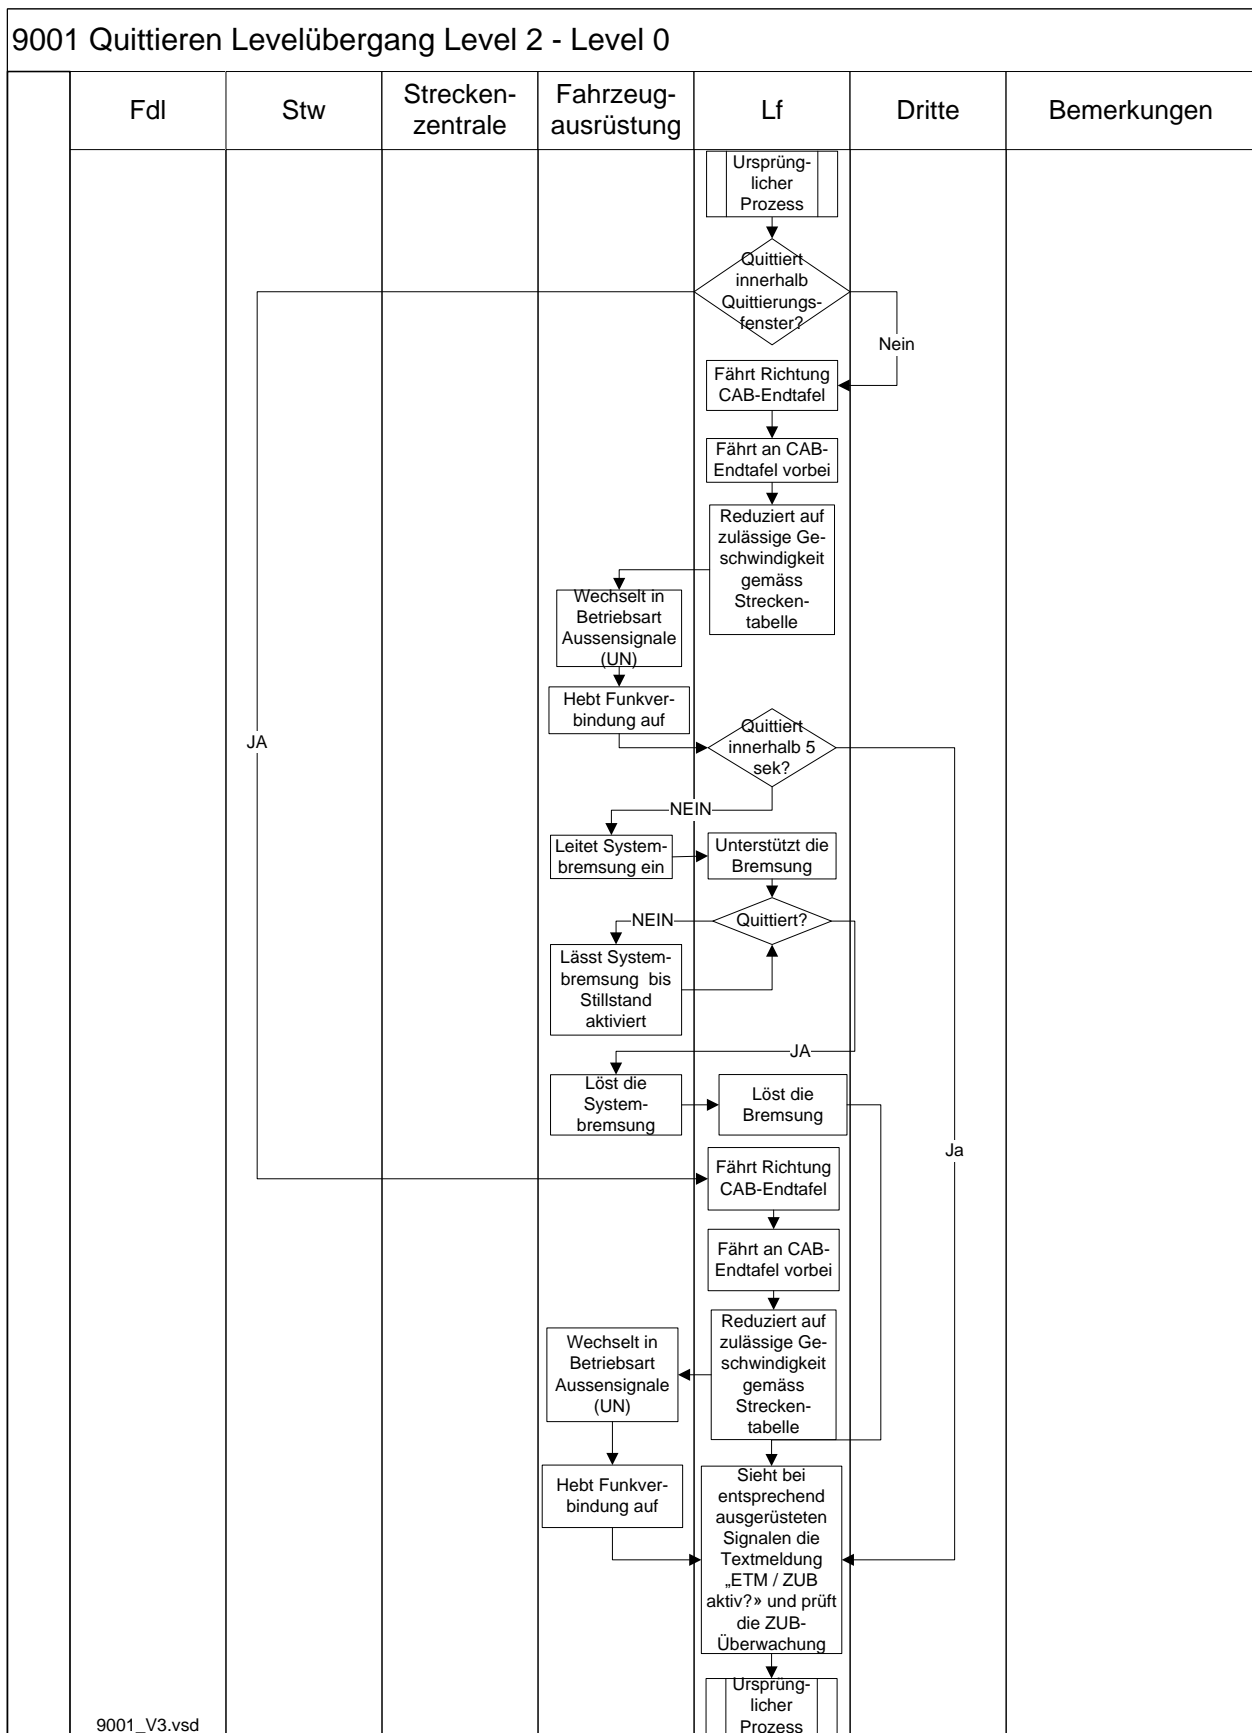 9001 Quittieren Levelübergang Level 2 - Level 0
Fdl
Stw
Strecken-
zentrale
Fahrzeug-
ausrüstung
Lf
Dritte
Bemerkungen
Ursprüng-
licher
Prozess
Quittiert
innerhalb
Quittierungs-
fenster?
Nein
Fährt Richtung
CAB-Endtafel
Fährt an CAB-
Endtafel vorbei
Reduziert auf
zulässige Ge-
schwindigkeit
gemäss
Strecken-
tabelle
Wechselt in
Betriebsart
Aussensignale
(UN)
Hebt Funkver-
bindung auf
JA
Quittiert
innerhalb 5
sek?
NEIN
Leitet System-
bremsung ein
Unterstützt die
Bremsung
Quittiert?
NEIN
Lässt System-
bremsung bis
Stillstand
aktiviert
JA
Löst die
System-
bremsung
Löst die
Bremsung
Ja
Fährt Richtung
CAB-Endtafel
Fährt an CAB-
Endtafel vorbei
Reduziert auf
zulässige Ge-
schwindigkeit
gemäss
Strecken-
tabelle
Wechselt in
Betriebsart
Aussensignale
(UN)
Hebt Funkver-
bindung auf
Sieht bei
entsprechend
ausgerüsteten
Signalen die
Textmeldung
„ETM / ZUB
aktiv?» und prüft
die ZUB-
Überwachung
Ursprüng-
licher
Prozess
9001_V3.vsd